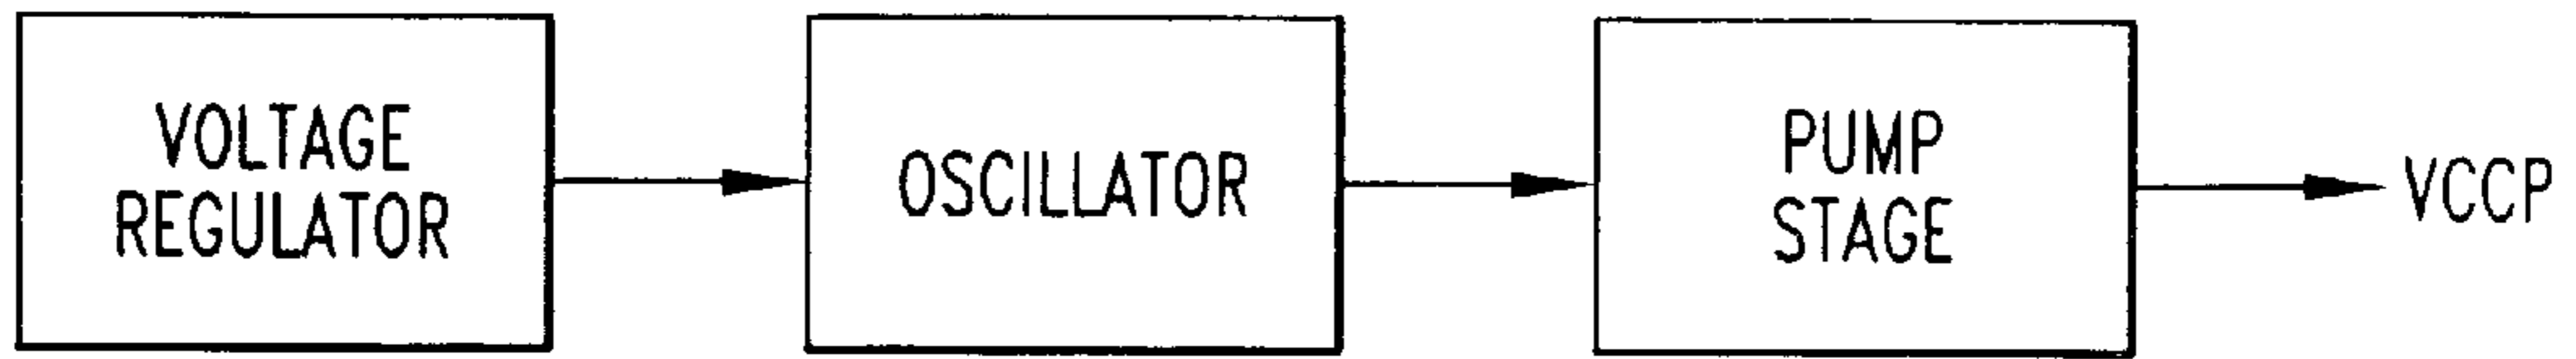 VOLTAGE
REGULATOR
OSCILLATOR
PUMP
STAGE
VCCP